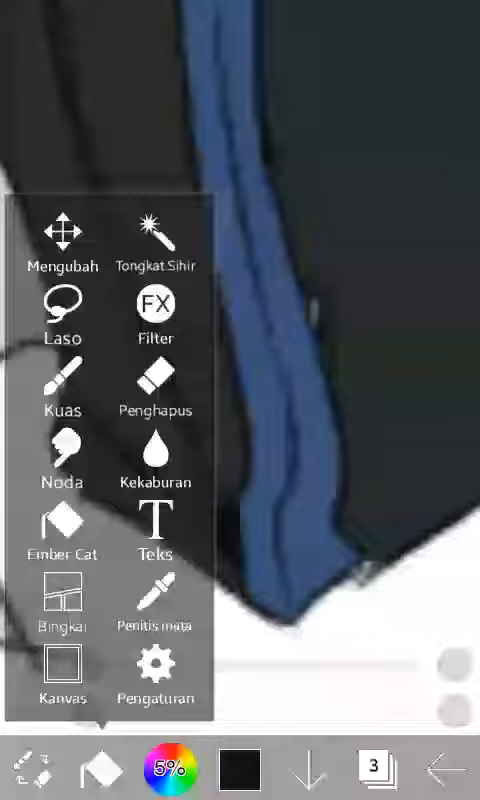 Mengubah
Tongkat Sihir
Laso
FX
Filter
Kuas
Penghapus
Noda
Kekaburan
Ember Cat
T
Teks
Bingkai
Penitis mata
Kanvas
Pengaturan
5%
3